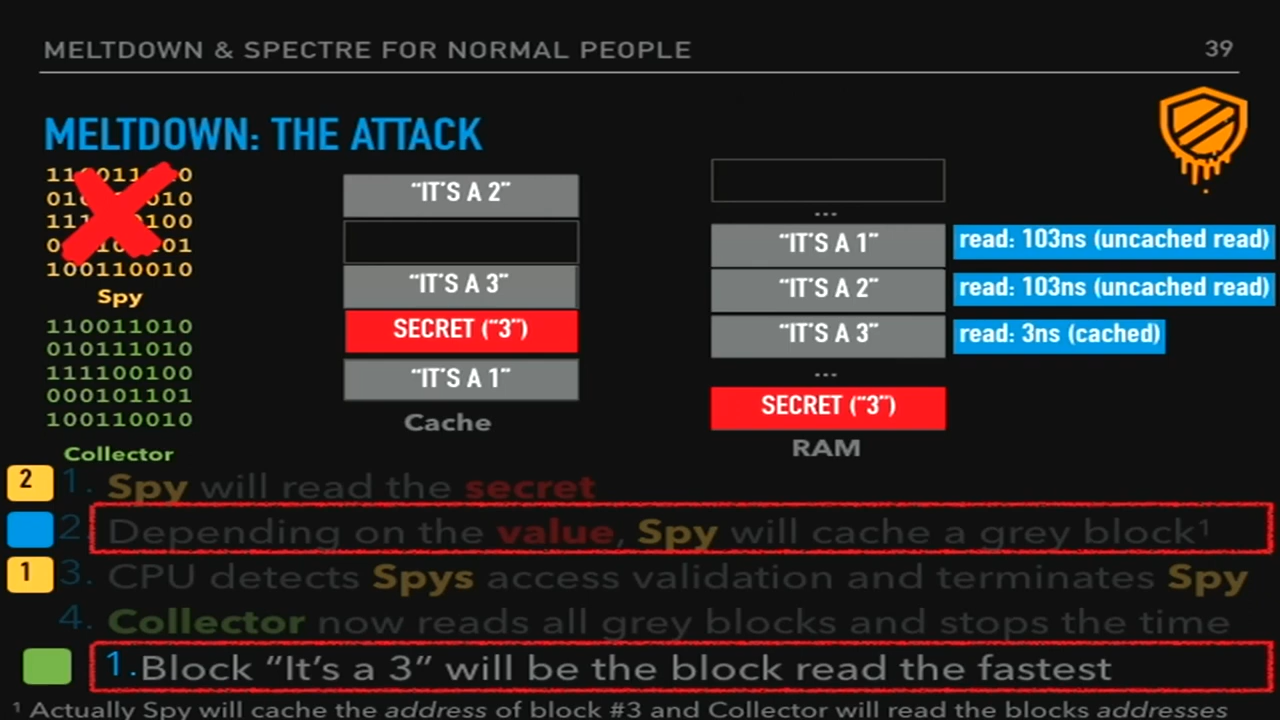 MELTDOWN & SPECTRE FOR NORMAL PEOPLE
39
MELTDOWN: THE ATTACK
100110010
Spy
110011010
010111010
111100100
000101101
100110010
Collector
"IT'S A 2"
"IT'S A 3"
SECRET ("3")
"IT'S A 1"
Cache
...
"IT'S A 1" read: 103ns (uncached read)
"IT'S A 2" read: 103ns (uncached read)
"IT'S A 3" read: 3ns (cached)
...
SECRET ("3")
RAM
2 1. Spy will read the secret
2. Depending on the value, Spy will cache a grey block¹
1 3. CPU detects Spys access validation and terminates Spy
4. Collector now reads all grey blocks and stops the time
1. Block "It's a 3" will be the block read the fastest
¹ Actually Spy will cache the address of block #3 and Collector will read the blocks addresses